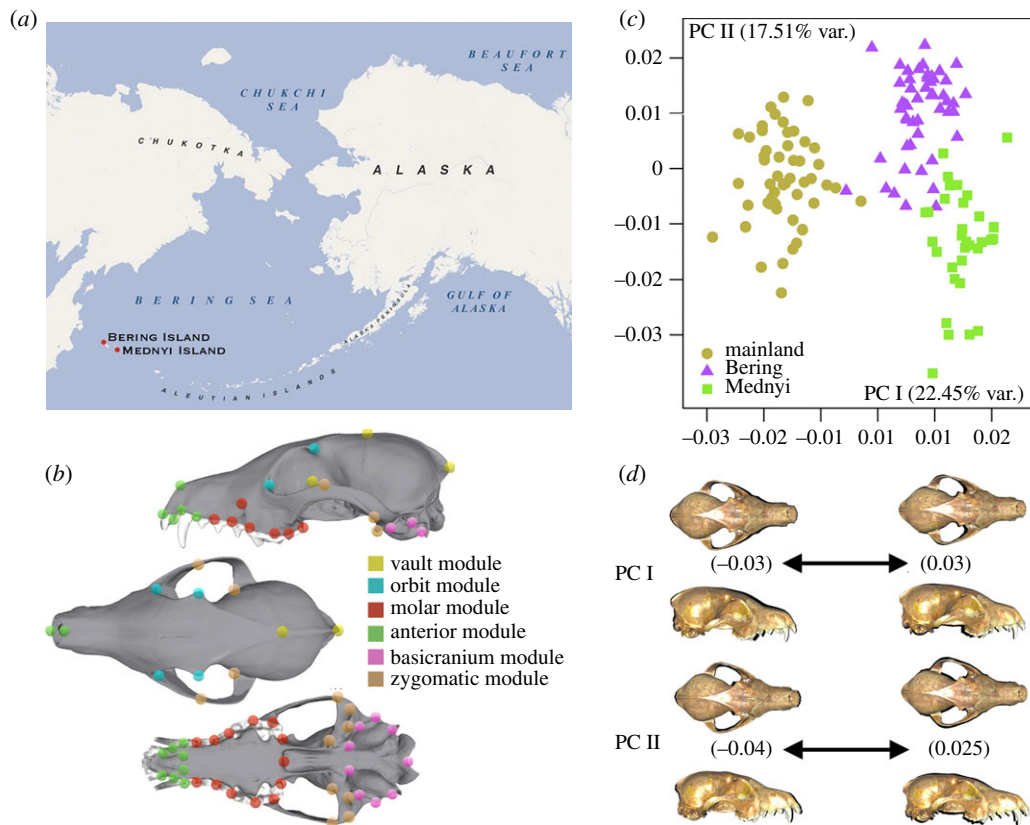 (a)
BEAUFORT
SEA
CHUKCHI
SEA
CHUKOTKA
ALASKA
BERING SEA
GULF OF
ALASKA
ALASKA PENINSULA
BERING ISLAND
MEDNYI ISLAND
ALEUTIAN ISLANDS
(c)
PC II (17.51% var.)
0.02
0.01
0
–0.01
–0.02
–0.03
mainland
Bering
Mednyi
PC I (22.45% var.)
–0.03 –0.02 –0.01 0.01 0.01 0.02
(b)
vault module
orbit module
molar module
anterior module
basicranium module
zygomatic module
(d)
PC I
(–0.03) (0.03)
PC II
(–0.04) (0.025)